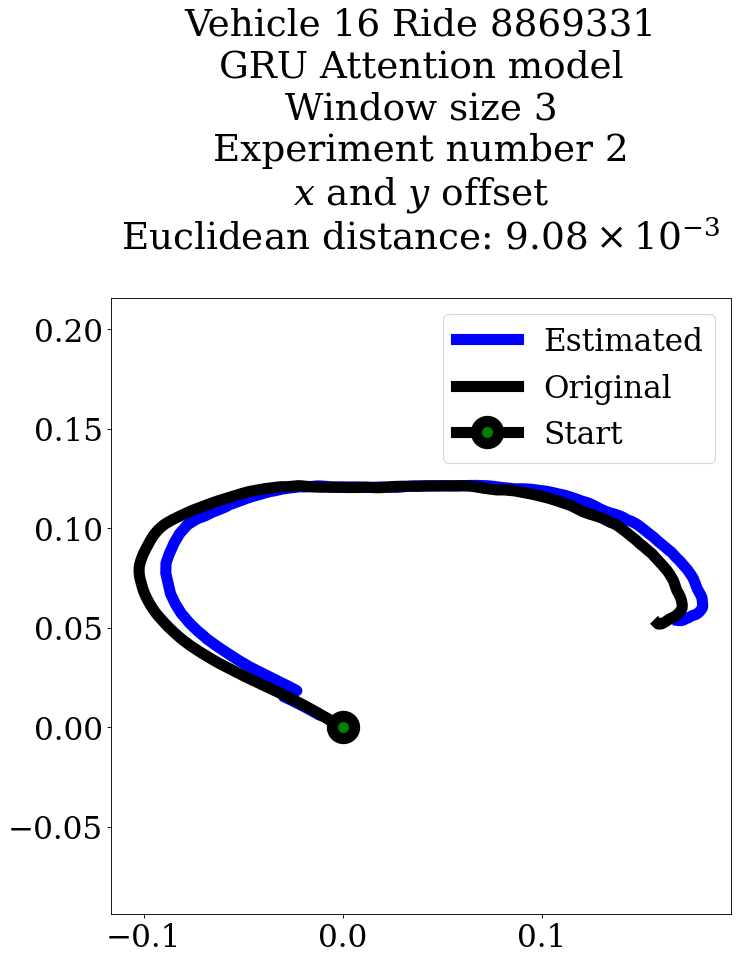 Vehicle 16 Ride 8869331
GRU Attention model
Window size 3
Experiment number 2
x and y offset
Euclidean distance: 9.08 × 10⁻³
Estimated
Original
Start
0.20
0.15
0.10
0.05
0.00
−0.05
−0.1 0.0 0.1